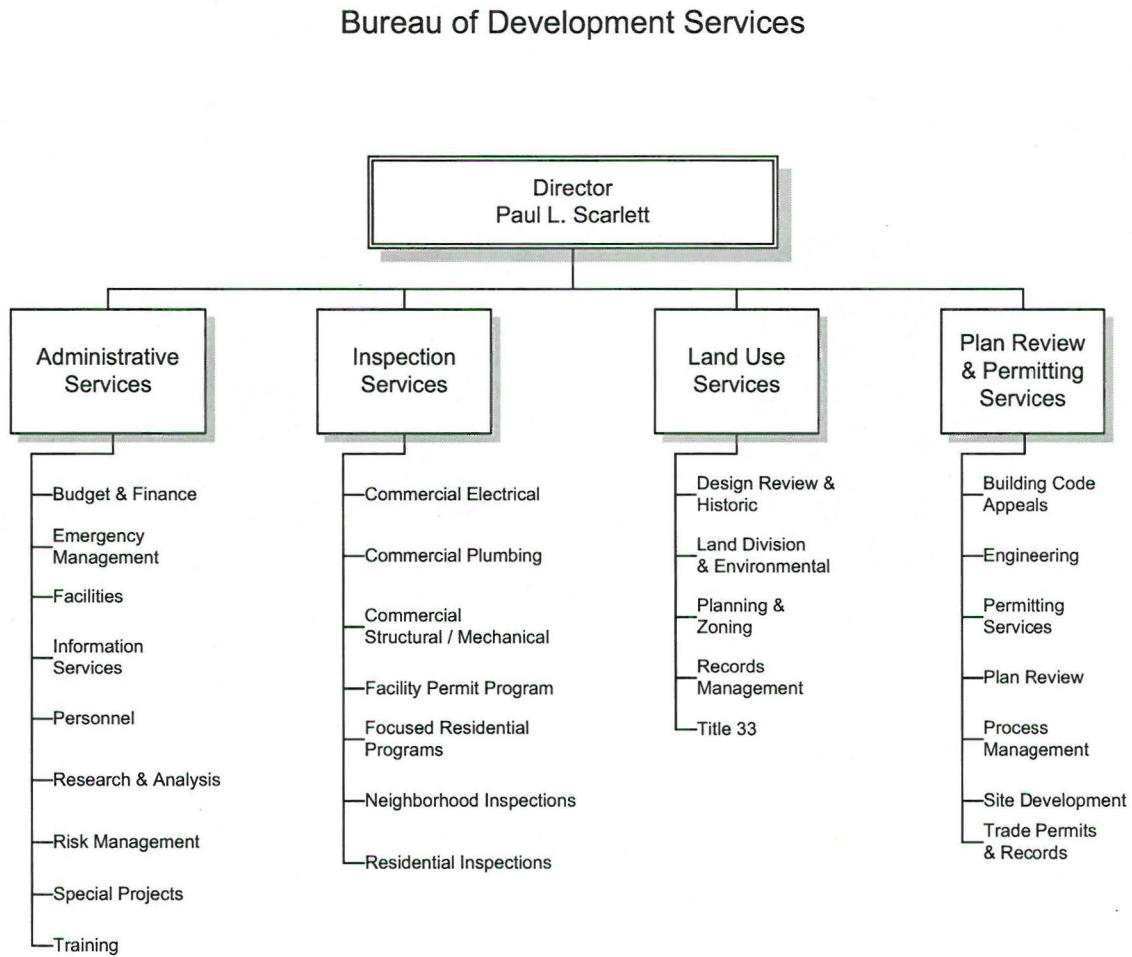 Bureau of Development Services
Director
Paul L. Scarlett
Administrative
Services
Inspection
Services
Land Use
Services
Plan Review
& Permitting
Services
Budget & Finance
Emergency
Management
Facilities
Information
Services
Personnel
Research & Analysis
Risk Management
Special Projects
Training
Commercial Electrical
Commercial Plumbing
Commercial
Structural / Mechanical
Facility Permit Program
Focused Residential
Programs
Neighborhood Inspections
Residential Inspections
Design Review &
Historic
Land Division
& Environmental
Planning &
Zoning
Records
Management
Title 33
Building Code
Appeals
Engineering
Permitting
Services
Plan Review
Process
Management
Site Development
Trade Permits
& Records